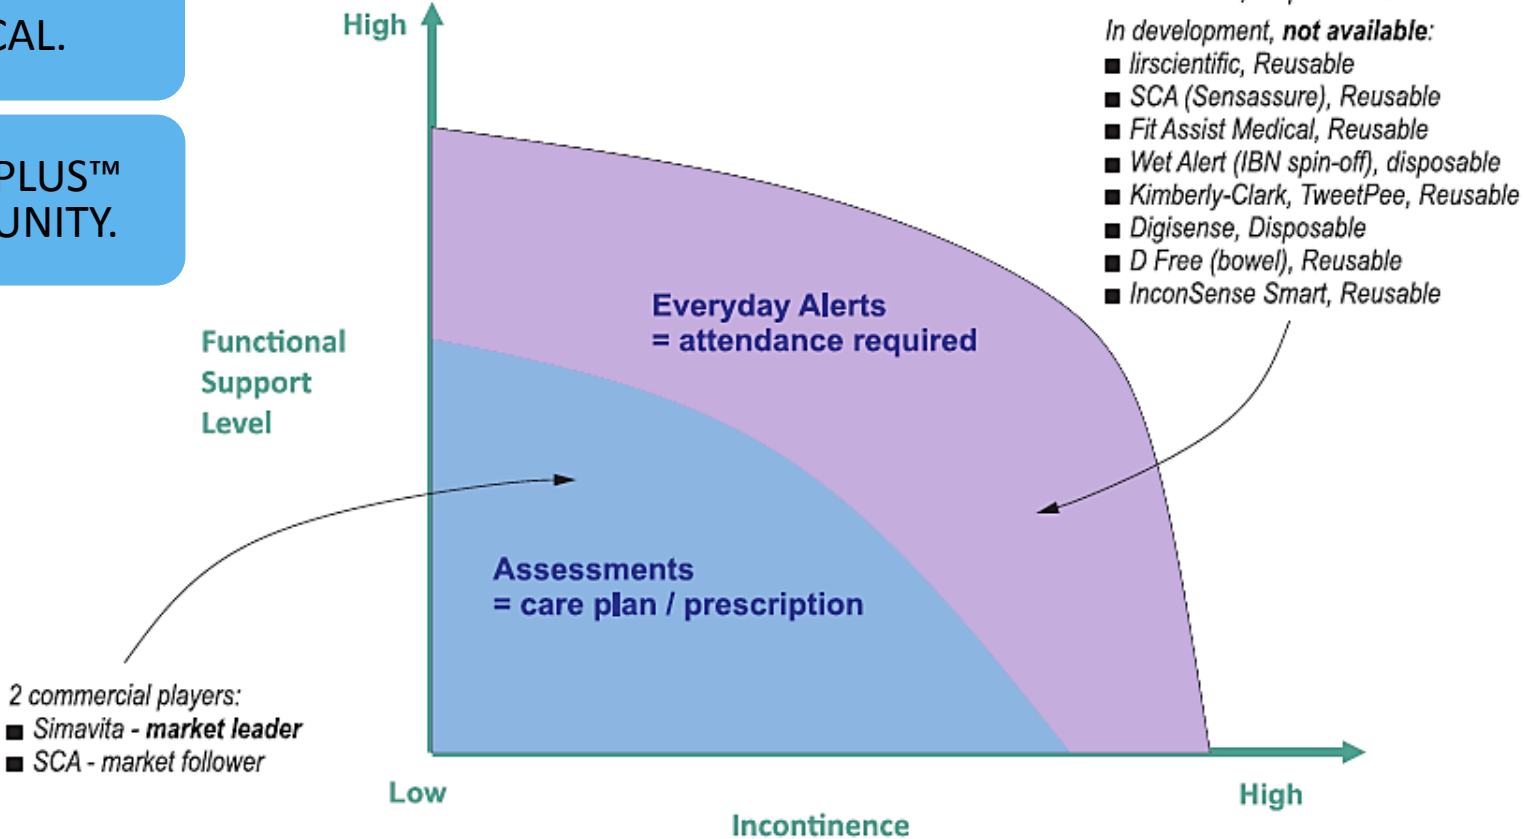 CAL.
PLUS™
UNITY.
High
In development, not available:
■ lirscientific, Reusable
■ SCA (Sensassure), Reusable
■ Fit Assist Medical, Reusable
■ Wet Alert (IBN spin-off), disposable
■ Kimberly-Clark, TweetPee, Reusable
■ Digisense, Disposable
■ D Free (bowel), Reusable
■ InconSense Smart, Reusable
Everyday Alerts
= attendance required
Functional
Support
Level
Assessments
= care plan / prescription
2 commercial players:
■ Simavita - market leader
■ SCA - market follower
Low
High
Incontinence